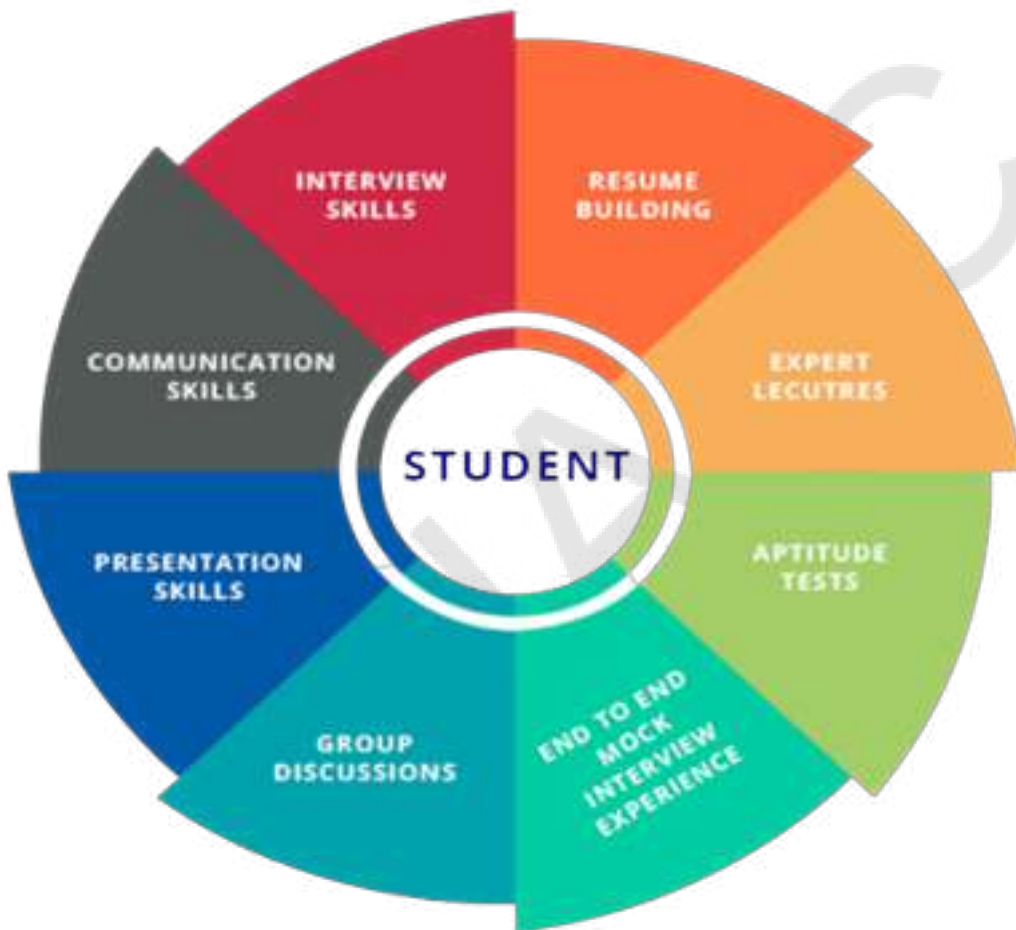 INTERVIEW
SKILLS
RESUME
BUILDING
COMMUNICATION
SKILLS
EXPERT
LECUTRES
STUDENT
PRESENTATION
SKILLS
APTITUDE
TESTS
GROUP
DISCUSSIONS
END TO END
MOCK
INTERVIEW
EXPERIENCE